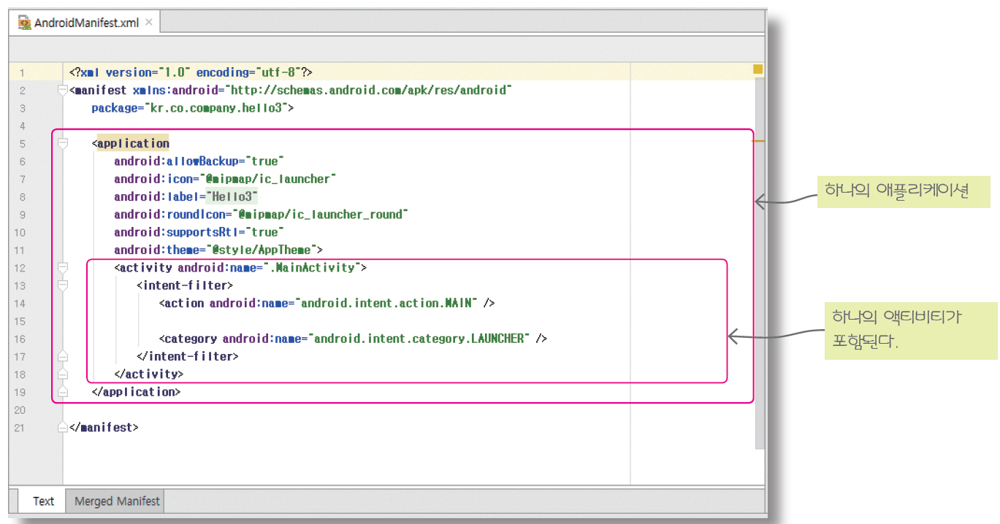 AndroidManifest.xml ×
1 <?xml version="1.0" encoding="utf-8"?>
2 <manifest xmlns:android="http://schemas.android.com/apk/res/android"
3 package="kr.co.company.hello3">
4
5 <application
6 android:allowBackup="true"
7 android:icon="@mipmap/ic_launcher"
8 android:label="Hello3"
9 android:roundIcon="@mipmap/ic_launcher_round"
10 android:supportsRtl="true"
11 android:theme="@style/AppTheme">
12 <activity android:name=".MainActivity">
13 <intent-filter>
14 <action android:name="android.intent.action.MAIN" />
15
16 <category android:name="android.intent.category.LAUNCHER" />
17 </intent-filter>
18 </activity>
19 </application>
20
21 </manifest>
하나의 애플리케이션
하나의 액티비티가
포함된다.
Text Merged Manifest